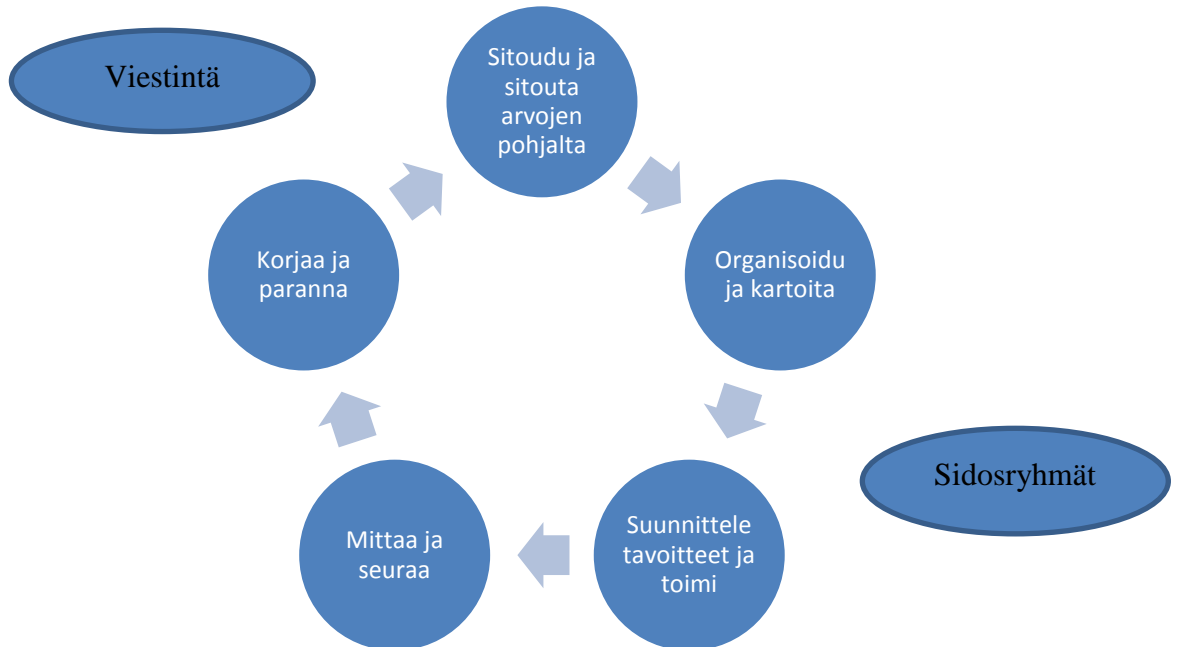 Viestintä
Sitoudu ja
sitouta
arvojen
pohjalta
Organisoidu
ja kartoita
Sidosryhmät
Suunnittele
tavoitteet ja
toimi
Mittaa ja
seuraa
Korjaa ja
paranna